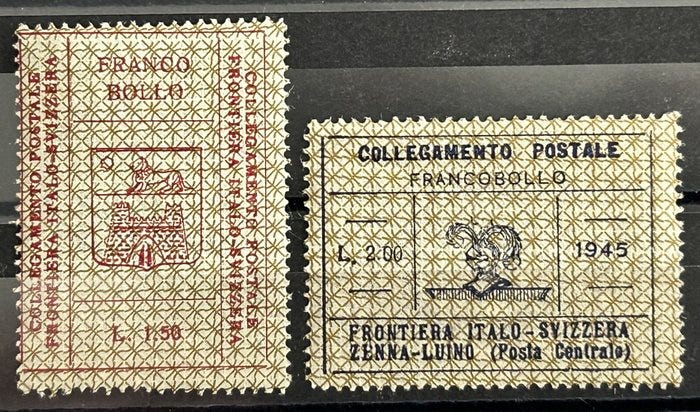 COLLEGAMENTO POSTALE
FRONTIERA ITALO-SVIZZERA
FRANCO
BOLLO
L. 1.50
COLLEGAMENTO POSTALE
FRONTIERA ITALO-SVIZZERA
COLLEGAMENTO POSTALE
FRANCOBOLLO
L. 2.00
1945
FRONTIERA ITALO-SVIZZERA
ZENNA-LUINO (Posta Centrale)